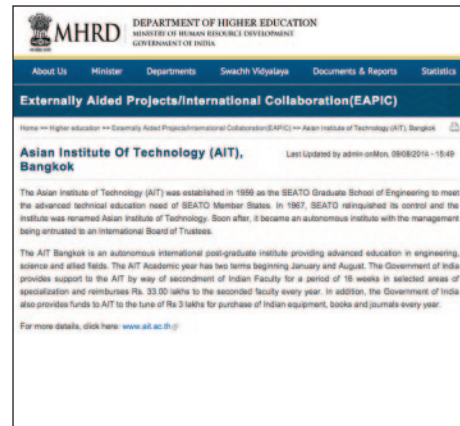 MHRD
DEPARTMENT OF HIGHER EDUCATION
MINISTRY OF HUMAN RESOURCE DEVELOPMENT
GOVERNMENT OF INDIA
About Us Minister Departments Swachh Vidyalaya Documents & Reports Statistics
Externally Aided Projects/International Collaboration(EAPIC)
Home »» Higher education »» Externally Aided Projects/International Collaboration(EAPIC) »» Asian Institute of Technology (AIT), Bangkok
Asian Institute Of Technology (AIT), Last Updated by admin onMon, 09/08/2014 - 15:49
Bangkok
The Asian Institute of Technology (AIT) was established in 1959 as the SEATO Graduate School of Engineering to meet
the advanced technical education need of SEATO Member States. In 1967, SEATO relinquished its control and the
institute was renamed Asian Institute of Technology. Soon after, it became an autonomous institute with the management
being entrusted to an International Board of Trustees.
The AIT Bangkok is an autonomous international post-graduate institute providing advanced education in engineering,
science and allied fields. The AIT Academic year has two terms beginning January and August. The Government of India
provides support to the AIT by way of secondment of Indian Faculty for a period of 16 weeks in selected areas of
specialization and reimburses Rs. 33.00 lakhs to the seconded faculty every year. In addition, the Government of India
also provides funds to AIT to the tune of Rs 3 lakhs for purchase of Indian equipment, books and journals every year.
For more details, click here: www.ait.ac.th